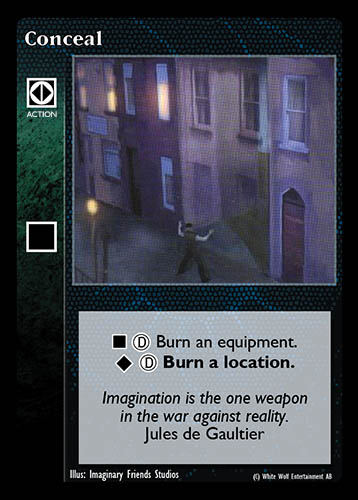 Conceal
ACTION
D Burn an equipment.
D Burn a location.
Imagination is the one weapon
in the war against reality.
Jules de Gaultier
Illus: Imaginary Friends Studios
(C) White Wolf Entertainment AB